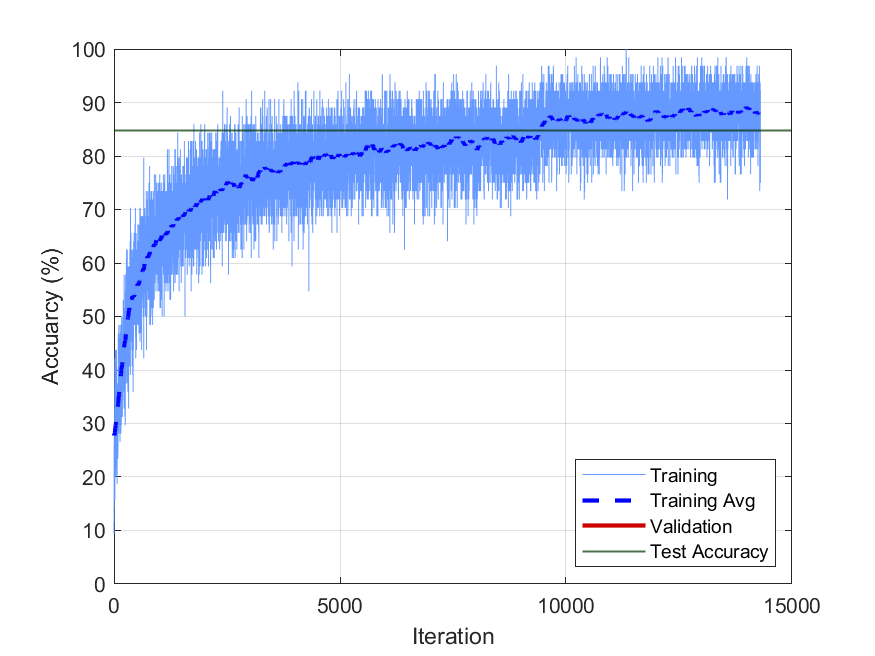 100
90
80
70
60
50
40
30
20
10
0
Accuarcy (%)
0 5000 10000 15000
Iteration
Training
Training Avg
Validation
Test Accuracy